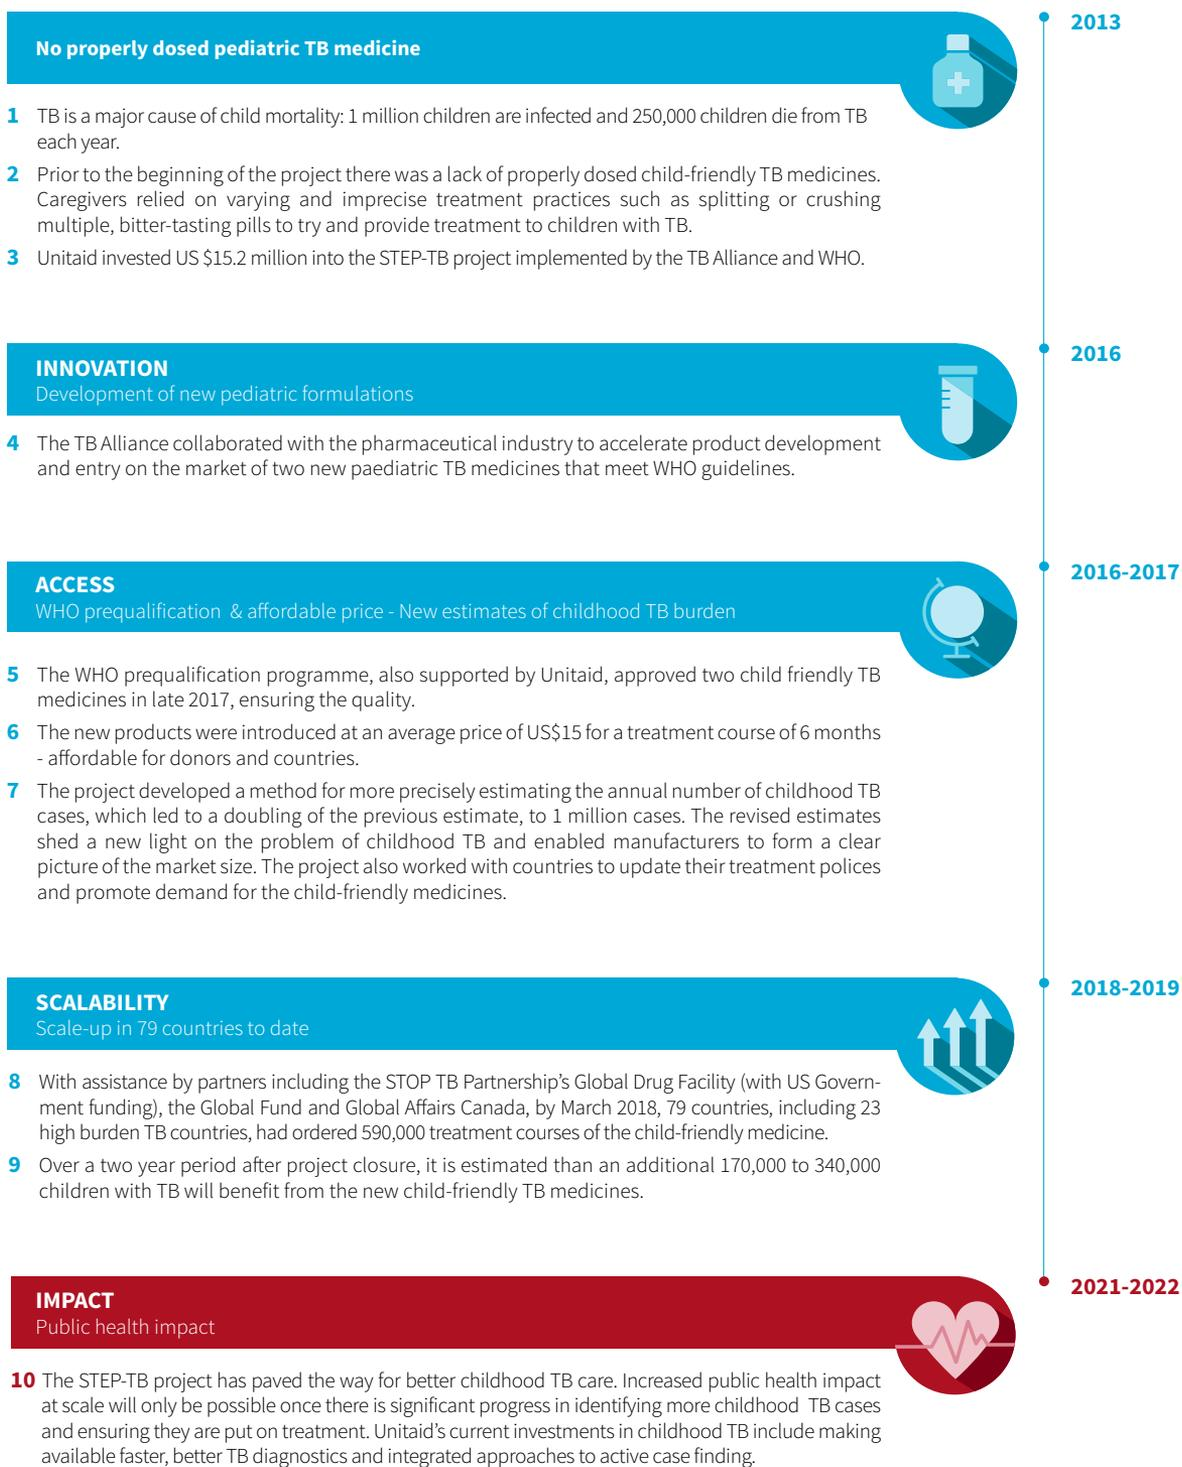 2013
No properly dosed pediatric TB medicine
1 TB is a major cause of child mortality: 1 million children are infected and 250,000 children die from TB
each year.
2 Prior to the beginning of the project there was a lack of properly dosed child-friendly TB medicines.
Caregivers relied on varying and imprecise treatment practices such as splitting or crushing
multiple, bitter-tasting pills to try and provide treatment to children with TB.
3 Unitaid invested US $15.2 million into the STEP-TB project implemented by the TB Alliance and WHO.
2016
INNOVATION
Development of new pediatric formulations
4 The TB Alliance collaborated with the pharmaceutical industry to accelerate product development
and entry on the market of two new paediatric TB medicines that meet WHO guidelines.
2016-2017
ACCESS
WHO prequalification & affordable price - New estimates of childhood TB burden
5 The WHO prequalification programme, also supported by Unitaid, approved two child friendly TB
medicines in late 2017, ensuring the quality.
6 The new products were introduced at an average price of US$15 for a treatment course of 6 months
- affordable for donors and countries.
7 The project developed a method for more precisely estimating the annual number of childhood TB
cases, which led to a doubling of the previous estimate, to 1 million cases. The revised estimates
shed a new light on the problem of childhood TB and enabled manufacturers to form a clear
picture of the market size. The project also worked with countries to update their treatment polices
and promote demand for the child-friendly medicines.
2018-2019
SCALABILITY
Scale-up in 79 countries to date
8 With assistance by partners including the STOP TB Partnership’s Global Drug Facility (with US Govern-
ment funding), the Global Fund and Global Affairs Canada, by March 2018, 79 countries, including 23
high burden TB countries, had ordered 590,000 treatment courses of the child-friendly medicine.
9 Over a two year period after project closure, it is estimated than an additional 170,000 to 340,000
children with TB will benefit from the new child-friendly TB medicines.
2021-2022
IMPACT
Public health impact
10 The STEP-TB project has paved the way for better childhood TB care. Increased public health impact
at scale will only be possible once there is significant progress in identifying more childhood TB cases
and ensuring they are put on treatment. Unitaid’s current investments in childhood TB include making
available faster, better TB diagnostics and integrated approaches to active case finding.